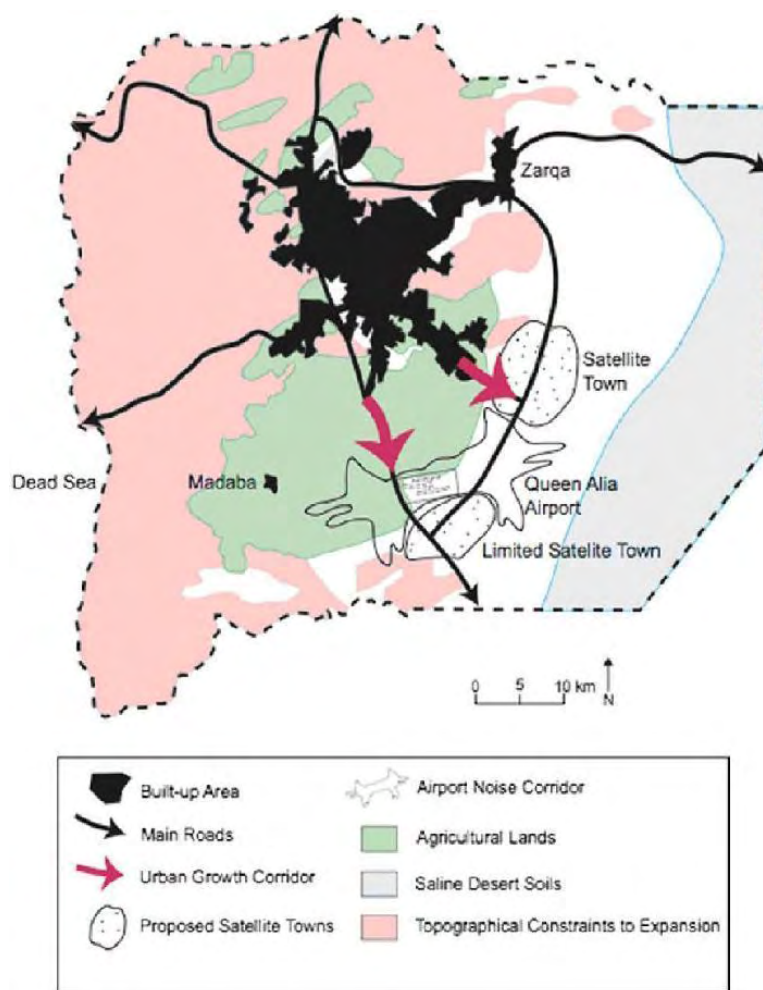 Zarqa
Satellite
Town
Dead Sea
Madaba
Queen Alia
Airport
Limited Satelite Town
0 5 10 km
N
Built-up Area
Airport Noise Corridor
Main Roads
Agricultural Lands
Urban Growth Corridor
Saline Desert Soils
Proposed Satellite Towns
Topographical Constraints to Expansion